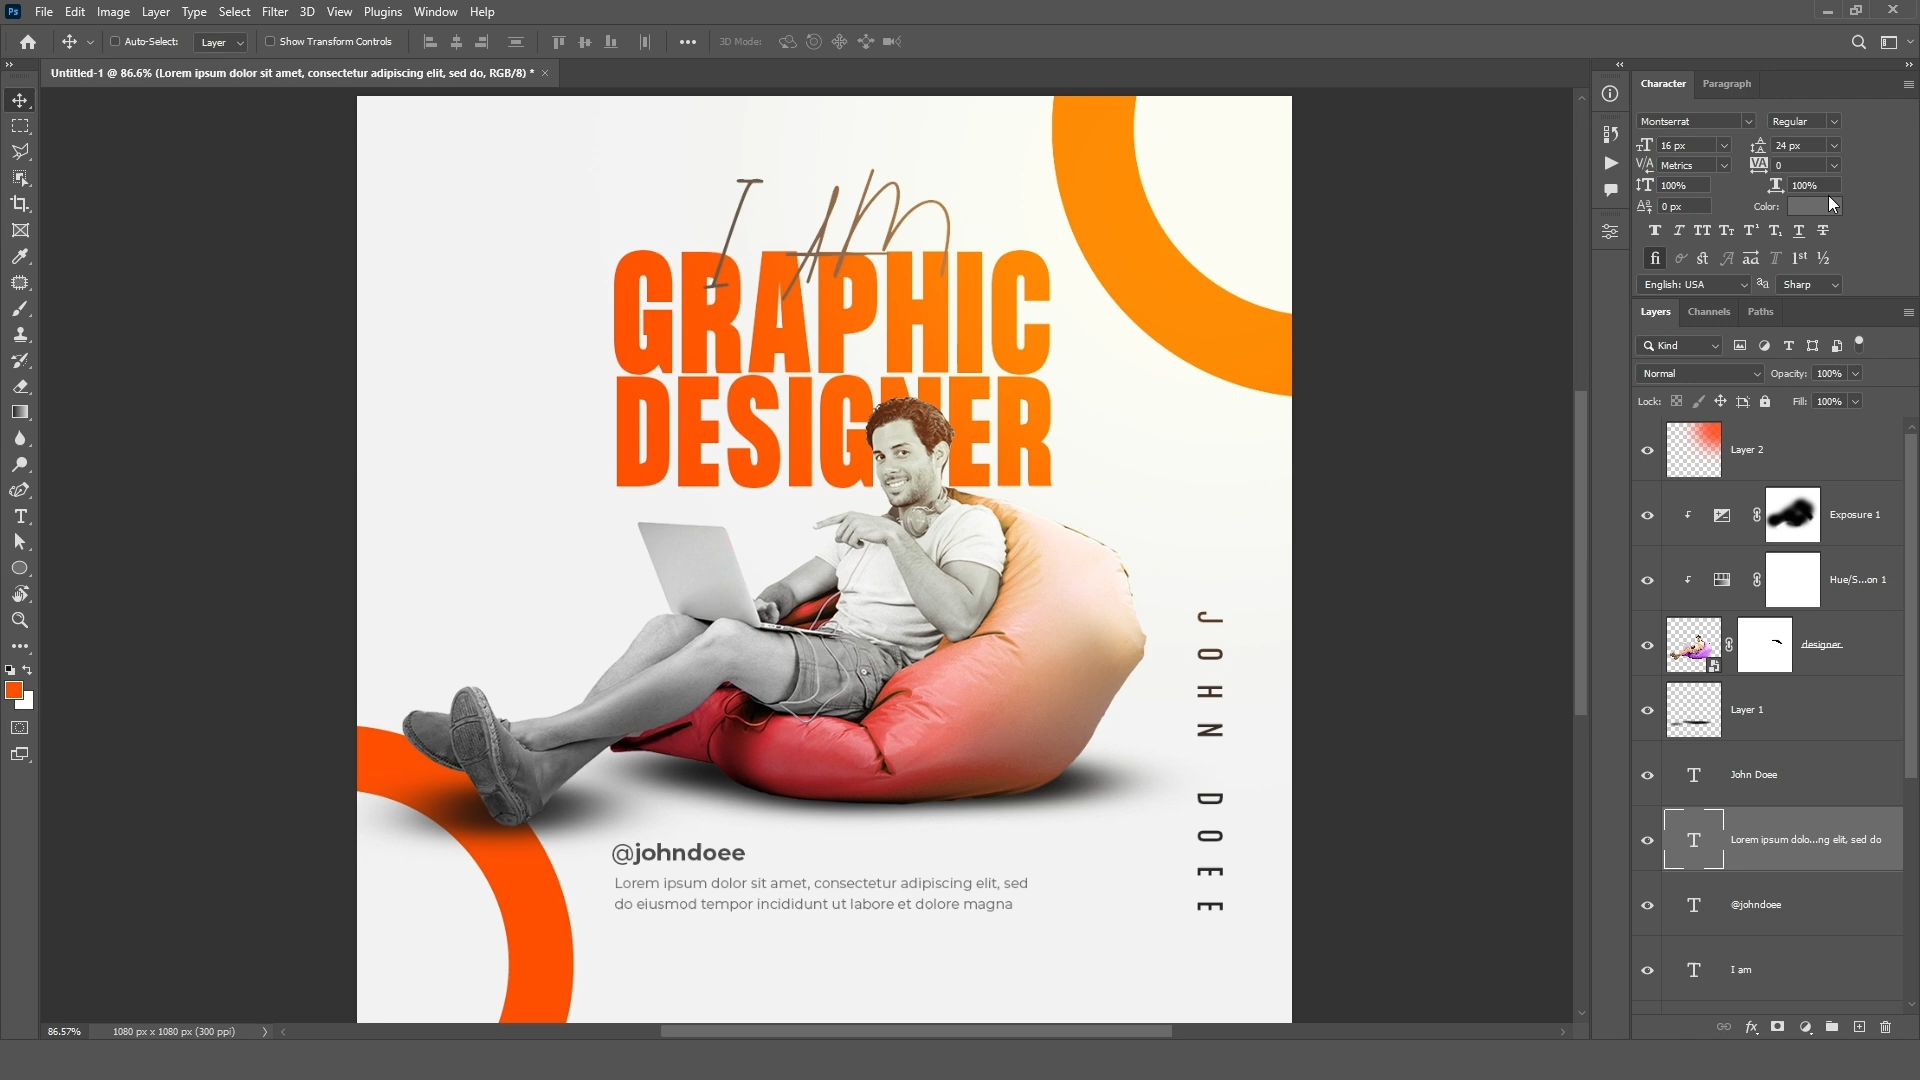 Ps File Edit Image Layer Type Select Filter 3D View Plugins Window Help
Auto-Select: Layer Show Transform Controls 3D Mode:
Untitled-1 @ 86.6% (Lorem ipsum dolor sit amet, consectetur adipiscing elit, sed do, RGB/8) * ×
I AM
GRAPHIC
DESIGNER
JOHN DOEE
@johndoee
Lorem ipsum dolor sit amet, consectetur adipiscing elit, sed
do eiusmod tempor incididunt ut labore et dolore magna
86.57% 1080 px x 1080 px (300 ppi)
Character Paragraph
Montserrat Regular
16 px 24 px
Metrics 0
100% 100%
0 px Color:
English: USA Sharp
Layers Channels Paths
Kind
Normal Opacity: 100%
Lock: Fill: 100%
Layer 2
Exposure 1
Hue/S...on 1
designer
Layer 1
John Doee
Lorem ipsum dolo...ng elit, sed do
@johndoee
I am